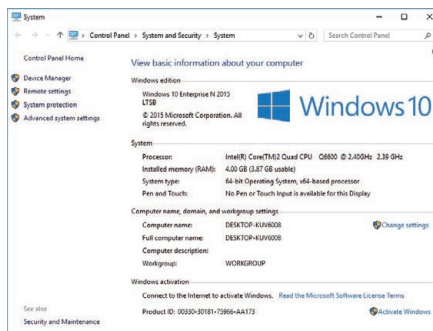 System
Control Panel > System and Security > System
Search Control Panel
Control Panel Home
Device Manager
Remote settings
System protection
Advanced system settings
See also
Security and Maintenance
View basic information about your computer
Windows edition
Windows 10 Enterprise N 2015
LTSB
© 2015 Microsoft Corporation. All
rights reserved.
Windows 10
System
Processor: Intel(R) Core(TM)2 Quad CPU Q6600 @ 2.40GHz 2.39 GHz
Installed memory (RAM): 4.00 GB (3.87 GB usable)
System type: 64-bit Operating System, x64-based processor
Pen and Touch: No Pen or Touch Input is available for this Display
Computer name, domain, and workgroup settings
Computer name: DESKTOP-KUV6008
Change settings
Full computer name: DESKTOP-KUV6008
Computer description:
Workgroup: WORKGROUP
Windows activation
Connect to the Internet to activate Windows. Read the Microsoft Software License Terms
Product ID: 00330-30181-75966-AA173
Activate Windows